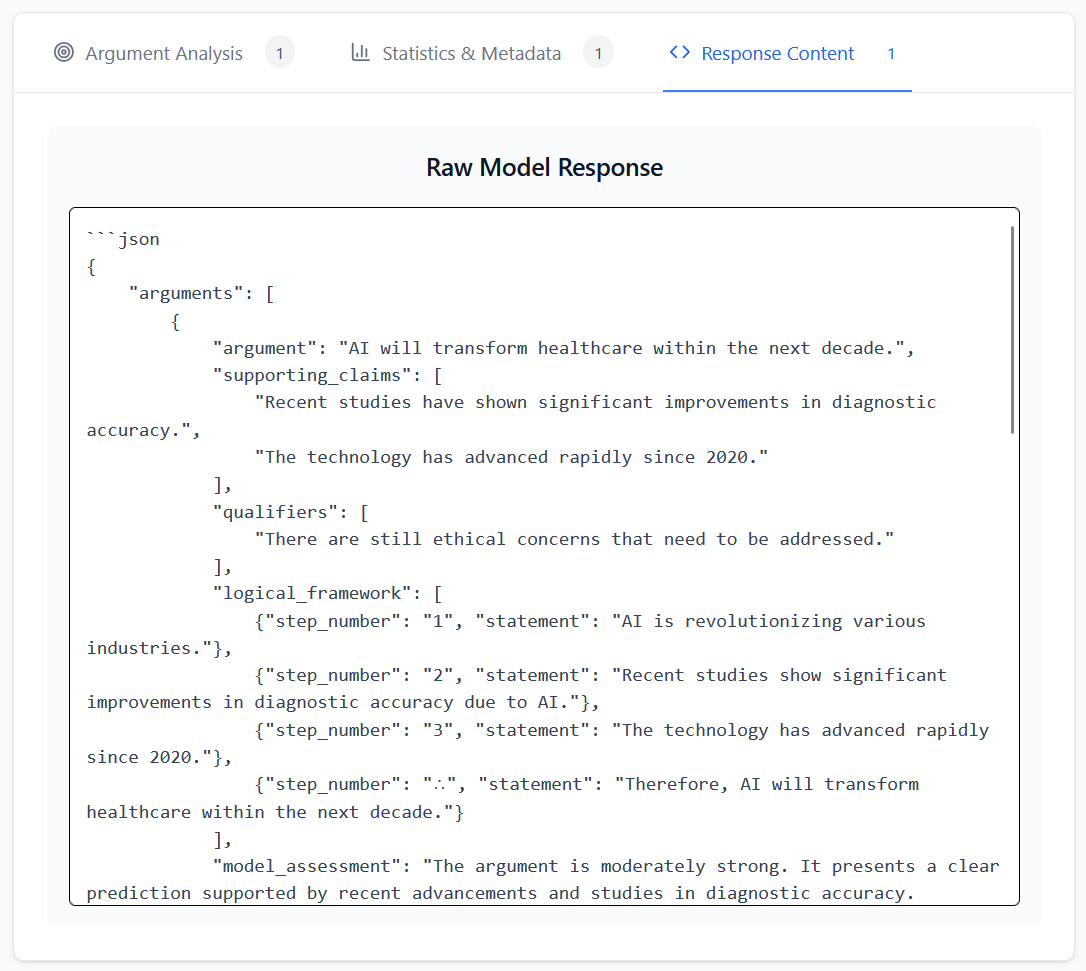 Argument Analysis 1 Statistics & Metadata 1 Response Content 1
Raw Model Response
```json
{
    "arguments": [
        {
            "argument": "AI will transform healthcare within the next decade.",
            "supporting_claims": [
                "Recent studies have shown significant improvements in diagnostic
accuracy.",
                "The technology has advanced rapidly since 2020."
            ],
            "qualifiers": [
                "There are still ethical concerns that need to be addressed."
            ],
            "logical_framework": [
                {"step_number": "1", "statement": "AI is revolutionizing various
industries."},
                {"step_number": "2", "statement": "Recent studies show significant
improvements in diagnostic accuracy due to AI."},
                {"step_number": "3", "statement": "The technology has advanced rapidly
since 2020."},
                {"step_number": "∴", "statement": "Therefore, AI will transform
healthcare within the next decade."}
            ],
            "model_assessment": "The argument is moderately strong. It presents a clear
prediction supported by recent advancements and studies in diagnostic accuracy.